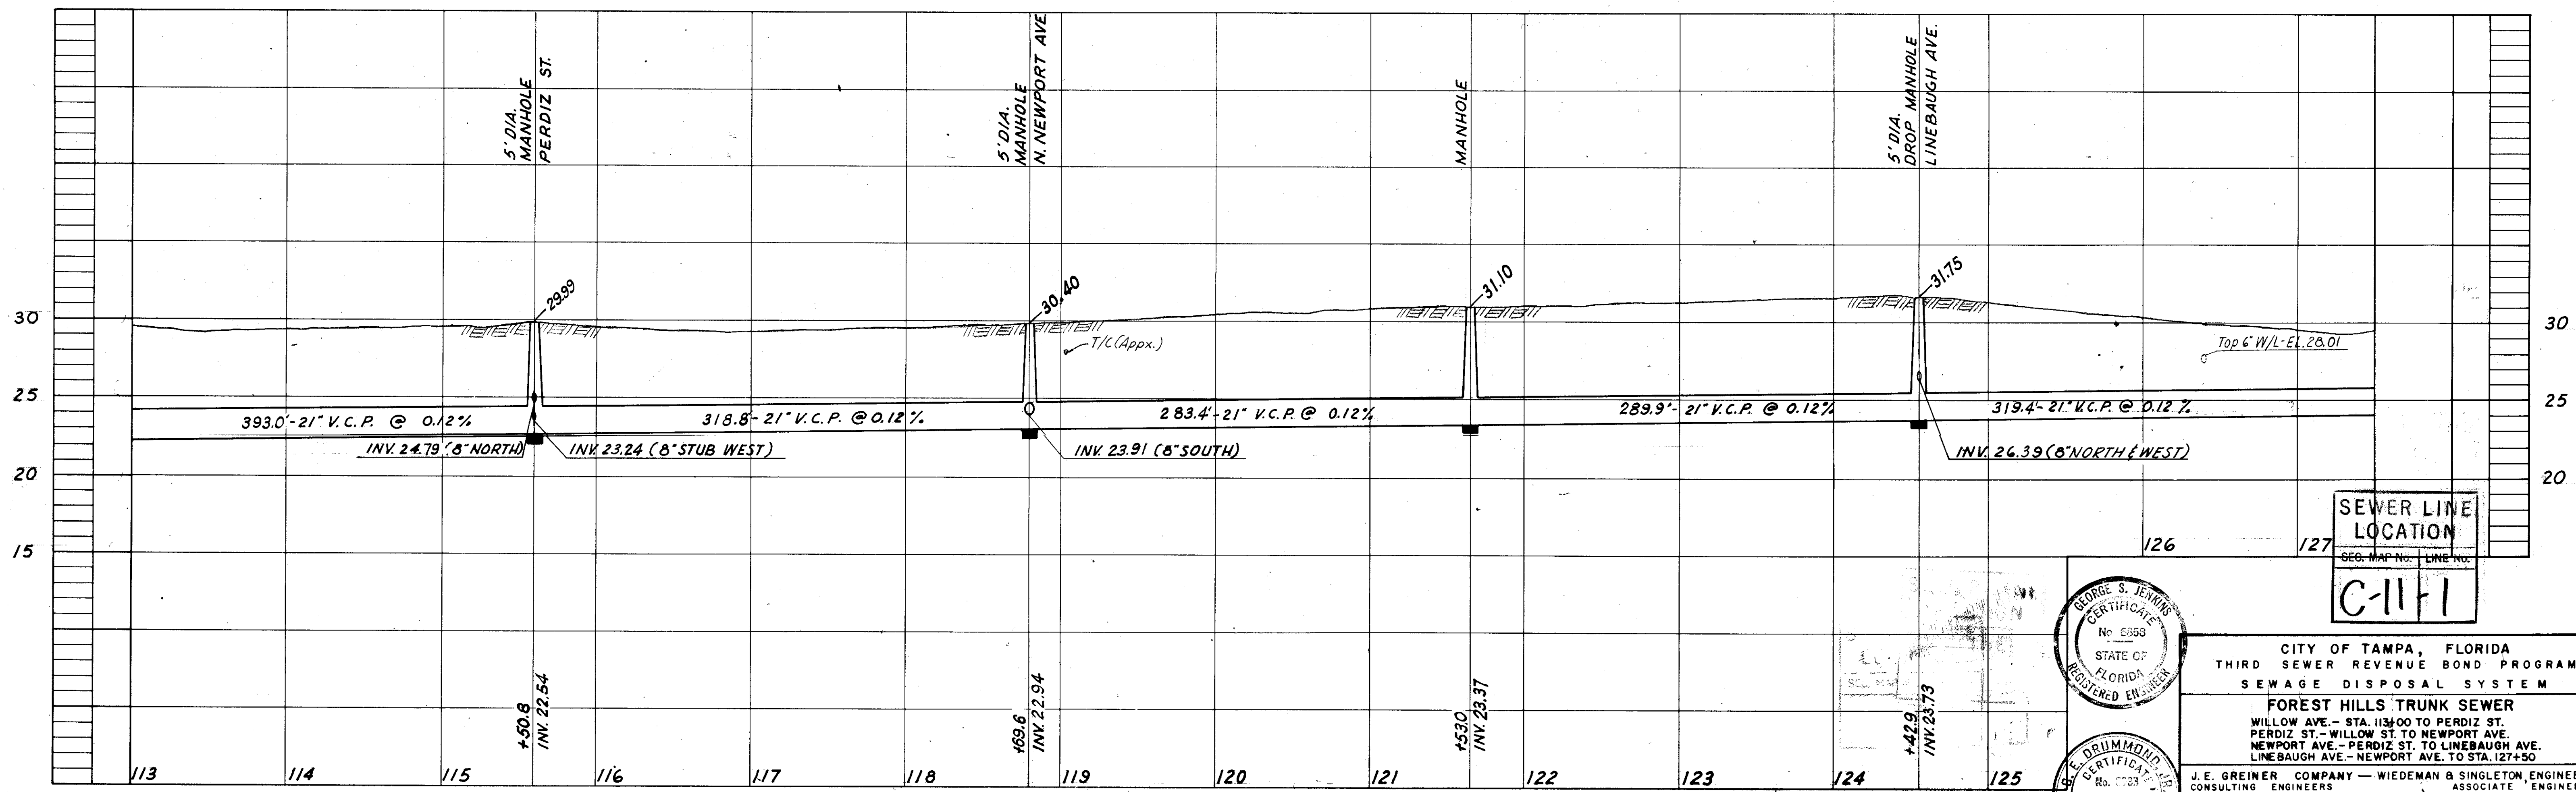 5' DIA.
MANHOLE
PERDIZ ST.
5' DIA.
MANHOLE
N. NEWPORT AVE
MANHOLE
5' DIA.
DROP MANHOLE
LINEBAUGH AVE.
29.99
30.40
31.10
31.75
30
30
T/C (Appx.)
Top 6" W/L-EL. 28.01
25
25
393.0'-21" V.C.P. @ 0.12%
318.8'-21" V.C.P. @ 0.12%
283.4'-21" V.C.P. @ 0.12%
289.9'-21" V.C.P. @ 0.12%
319.4'-21" V.C.P. @ 0.12%
INV. 24.79 (8" NORTH)
INV. 23.24 (8" STUB WEST)
INV. 23.91 (8" SOUTH)
INV. 26.39 (8" NORTH & WEST)
20
20
15
126
127
SEWER LINE
LOCATION
SEC. MAP No. LINE No.
C-11-1
GEORGE S. JENKINS
CERTIFICATE
STATE OF
FLORIDA
REGISTERED ENGINEER
CITY OF TAMPA, FLORIDA
THIRD SEWER REVENUE BOND PROGRAM
SEWAGE DISPOSAL SYSTEM
FOREST HILLS TRUNK SEWER
WILLOW AVE.- STA. 113+00 TO PERDIZ ST.
PERDIZ ST.- WILLOW ST. TO NEWPORT AVE.
NEWPORT AVE.- PERDIZ ST. TO LINEBAUGH AVE.
LINEBAUGH AVE.- NEWPORT AVE. TO STA. 127+50
+50.8
INV. 22.54
+69.6
INV. 22.94
+53.0
INV. 23.37
+42.9
INV. 23.73
DRUMMOND, JR.
CERTIFICATE
J. E. GREINER COMPANY — WIEDEMAN & SINGLETON, ENGINEE
CONSULTING ENGINEERS ASSOCIATE ENGINE
113
114
115
116
117
118
119
120
121
122
123
124
125